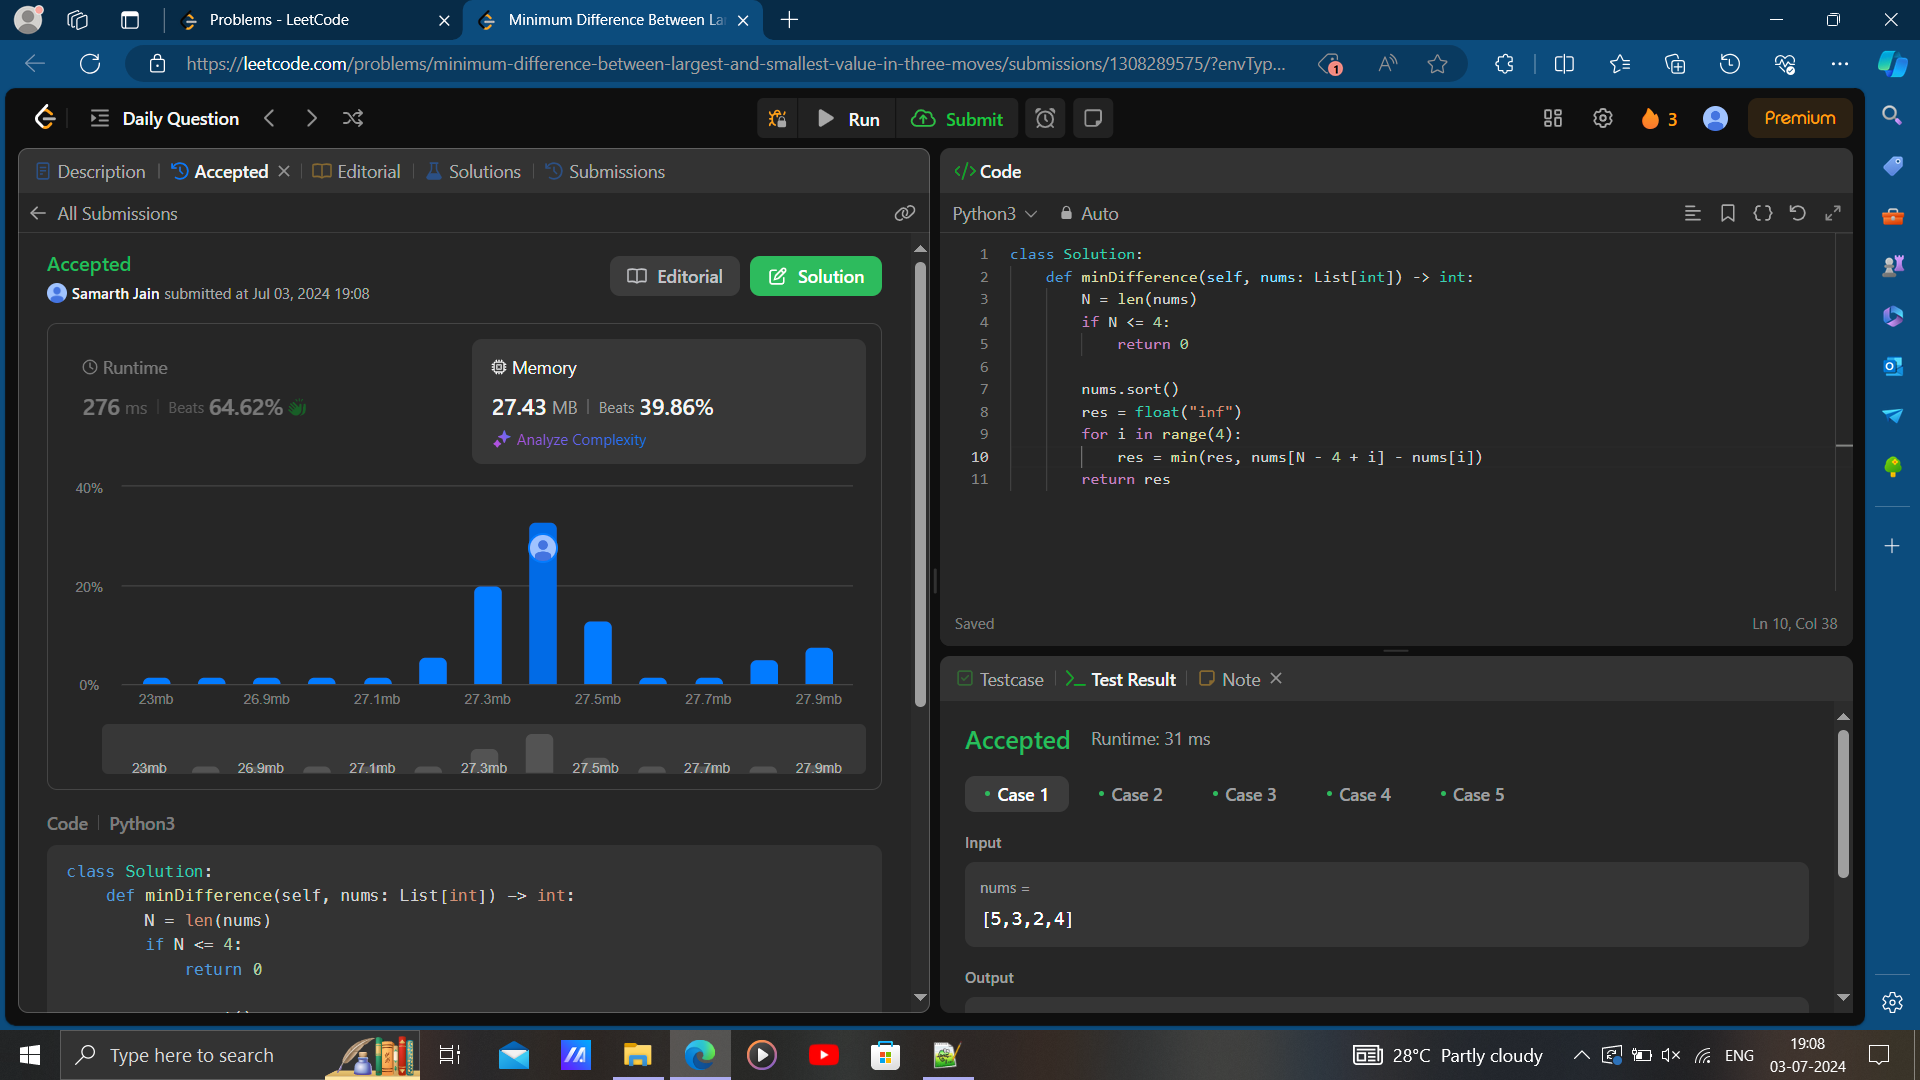 Problems - LeetCode
Minimum Difference Between La
https://leetcode.com/problems/minimum-difference-between-largest-and-smallest-value-in-three-moves/submissions/1308289575/?envTyp...
1
Daily Question
Run
Submit
3
Premium
Description
Accepted
Editorial
Solutions
Submissions
All Submissions
Accepted
Samarth Jain submitted at Jul 03, 2024 19:08
Editorial
Solution
Runtime
276 ms | Beats 64.62%
Memory
27.43 MB | Beats 39.86%
Analyze Complexity
40%
20%
0%
23mb 26.9mb 27.1mb 27.3mb 27.5mb 27.7mb 27.9mb
23mb 26.9mb 27.1mb 27.3mb 27.5mb 27.7mb 27.9mb
Code | Python3
class Solution:
def minDifference(self, nums: List[int]) -> int:
N = len(nums)
if N <= 4:
return 0
</> Code
Python3
Auto
1 class Solution:
2 def minDifference(self, nums: List[int]) -> int:
3 N = len(nums)
4 if N <= 4:
5 return 0
6
7 nums.sort()
8 res = float("inf")
9 for i in range(4):
10 res = min(res, nums[N - 4 + i] - nums[i])
11 return res
Saved
Ln 10, Col 38
Testcase
Test Result
Note
Accepted
Runtime: 31 ms
Case 1
Case 2
Case 3
Case 4
Case 5
Input
nums =
[5,3,2,4]
Output
Type here to search
28°C Partly cloudy
ENG
19:08
03-07-2024